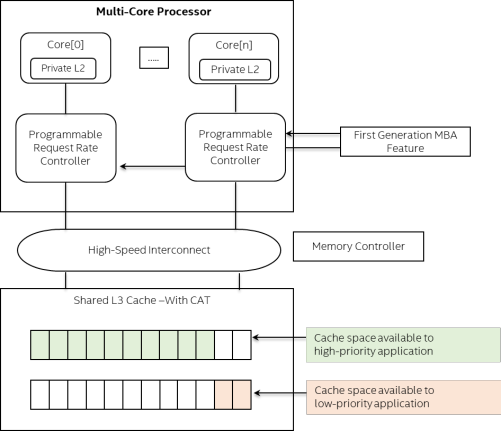 Multi-Core Processor
Core[0]
Private L2
.....
Core[n]
Private L2
Programmable
Request Rate
Controller
Programmable
Request Rate
Controller
First Generation MBA
Feature
High-Speed Interconnect
Memory Controller
Shared L3 Cache –With CAT
Cache space available to
high-priority application
Cache space available to
low-priority application